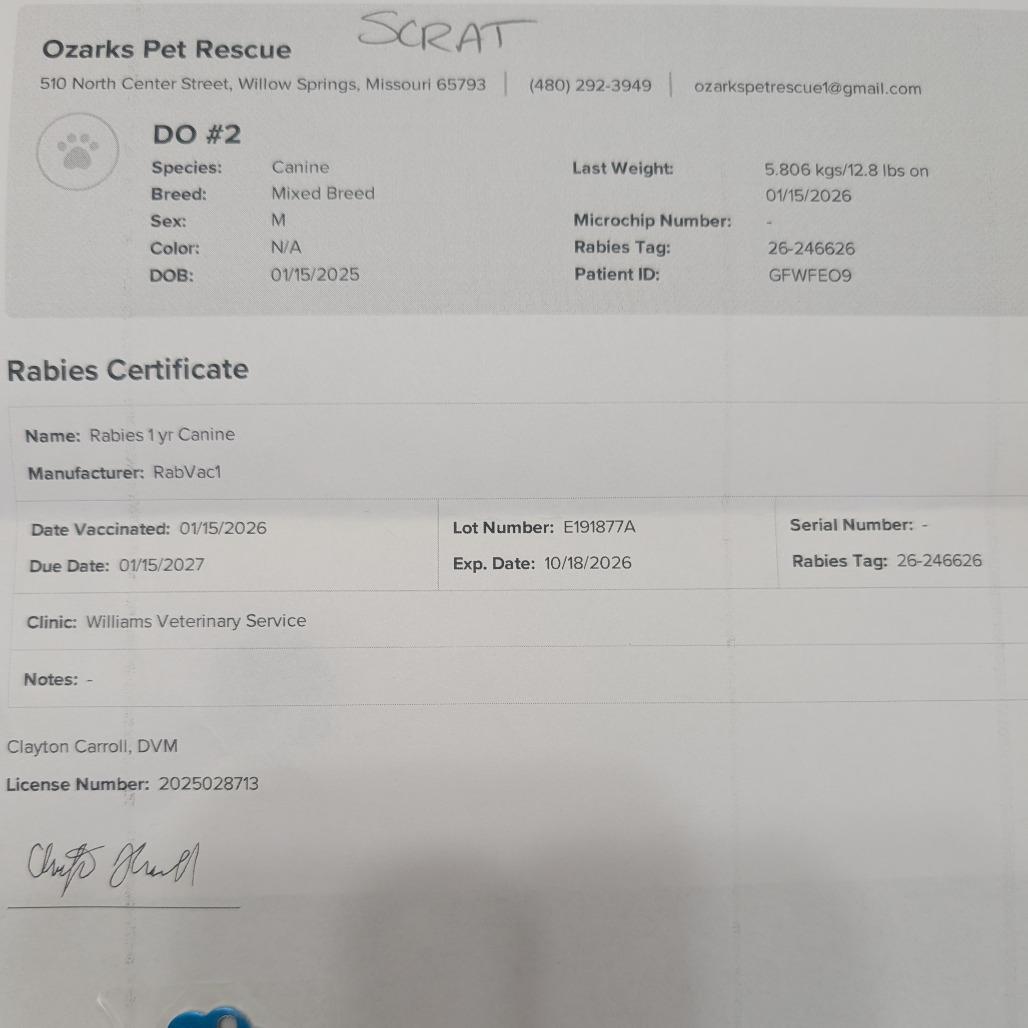 SCRAT
Ozarks Pet Rescue
510 North Center Street, Willow Springs, Missouri 65793 | (480) 292-3949 | ozarkspetrescue1@gmail.com
DO #2
Species: Canine Last Weight: 5.806 kgs/12.8 lbs on
Breed: Mixed Breed 01/15/2026
Sex: M Microchip Number: -
Color: N/A Rabies Tag: 26-246626
DOB: 01/15/2025 Patient ID: GFWFEO9
Rabies Certificate
Name: Rabies 1 yr Canine
Manufacturer: RabVac1
Date Vaccinated: 01/15/2026 Lot Number: E191877A Serial Number: -
Due Date: 01/15/2027 Exp. Date: 10/18/2026 Rabies Tag: 26-246626
Clinic: Williams Veterinary Service
Notes: -
Clayton Carroll, DVM
License Number: 2025028713